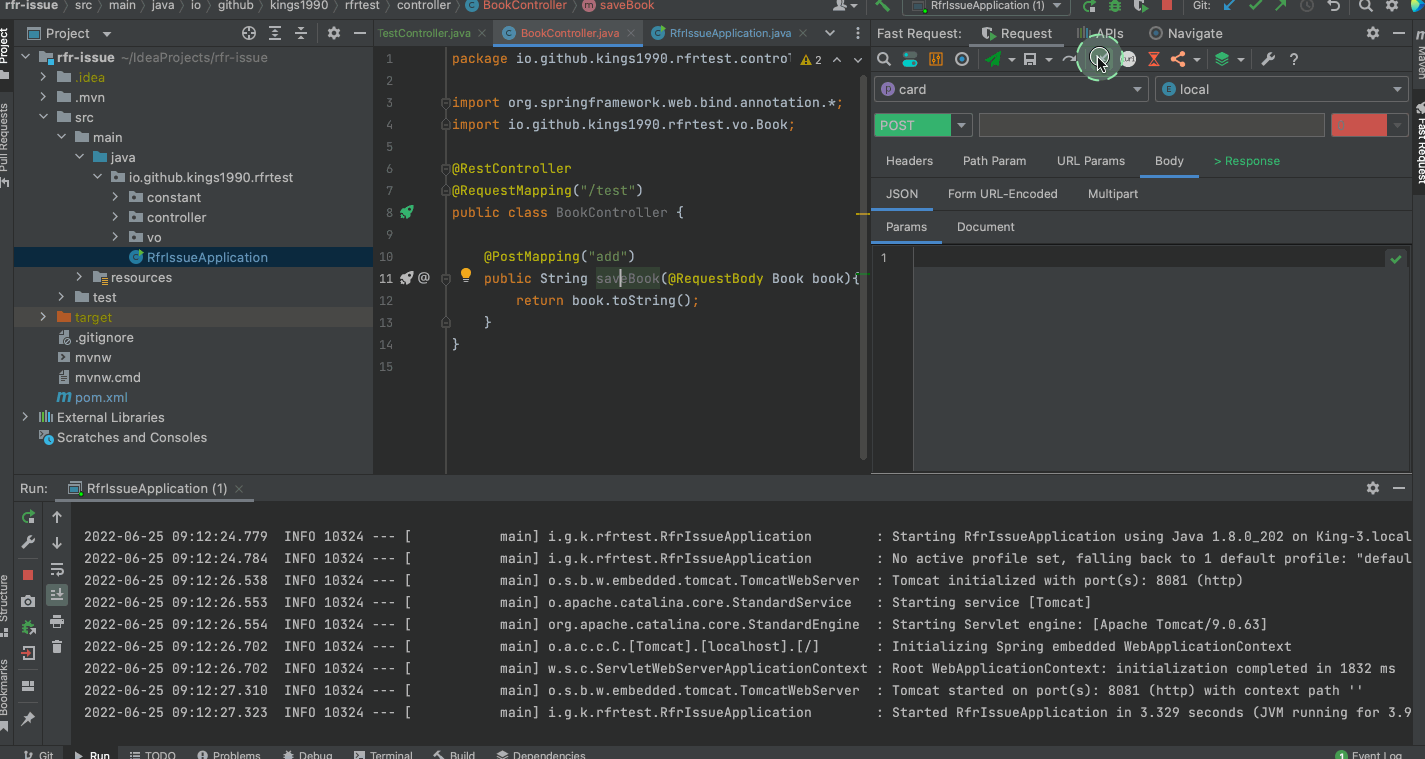 rfr-issue src main java io github kings1990 rfrtest controller BookController saveBook
RfrIssueApplication (1) Git:
Project
TestController.java BookController.java RfrIssueApplication.java
Fast Request: Request APIs Navigate
rfr-issue ~/IdeaProjects/rfr-issue
.idea
.mvn
src
main
java
io.github.kings1990.rfrtest
constant
controller
vo
RfrIssueApplication
resources
test
target
.gitignore
mvnw
mvnw.cmd
pom.xml
External Libraries
Scratches and Consoles
Project
Pull Requests
Structure
Bookmarks
2
1 package io.github.kings1990.rfrtest.control
2
3 import org.springframework.web.bind.annotation.*;
4 import io.github.kings1990.rfrtest.vo.Book;
5
6 @RestController
7 @RequestMapping("/test")
8 public class BookController {
9
10 @PostMapping("add")
11 public String saveBook(@RequestBody Book book){
12 return book.toString();
13 }
14 }
15
card local
POST
Headers Path Param URL Params Body > Response
JSON Form URL-Encoded Multipart
Params Document
1
Maven
Fast Request
Run: RfrIssueApplication (1)
2022-06-25 09:12:24.779 INFO 10324 --- [ main] i.g.k.rfrtest.RfrIssueApplication : Starting RfrIssueApplication using Java 1.8.0_202 on King-3.local
2022-06-25 09:12:24.784 INFO 10324 --- [ main] i.g.k.rfrtest.RfrIssueApplication : No active profile set, falling back to 1 default profile: "defaul
2022-06-25 09:12:26.538 INFO 10324 --- [ main] o.s.b.w.embedded.tomcat.TomcatWebServer : Tomcat initialized with port(s): 8081 (http)
2022-06-25 09:12:26.553 INFO 10324 --- [ main] o.apache.catalina.core.StandardService : Starting service [Tomcat]
2022-06-25 09:12:26.554 INFO 10324 --- [ main] org.apache.catalina.core.StandardEngine : Starting Servlet engine: [Apache Tomcat/9.0.63]
2022-06-25 09:12:26.702 INFO 10324 --- [ main] o.a.c.c.C.[Tomcat].[localhost].[/] : Initializing Spring embedded WebApplicationContext
2022-06-25 09:12:26.702 INFO 10324 --- [ main] w.s.c.ServletWebServerApplicationContext : Root WebApplicationContext: initialization completed in 1832 ms
2022-06-25 09:12:27.310 INFO 10324 --- [ main] o.s.b.w.embedded.tomcat.TomcatWebServer : Tomcat started on port(s): 8081 (http) with context path ''
2022-06-25 09:12:27.323 INFO 10324 --- [ main] i.g.k.rfrtest.RfrIssueApplication : Started RfrIssueApplication in 3.329 seconds (JVM running for 3.9
Git Run TODO Problems Debug Terminal Build Dependencies 1 Event Log